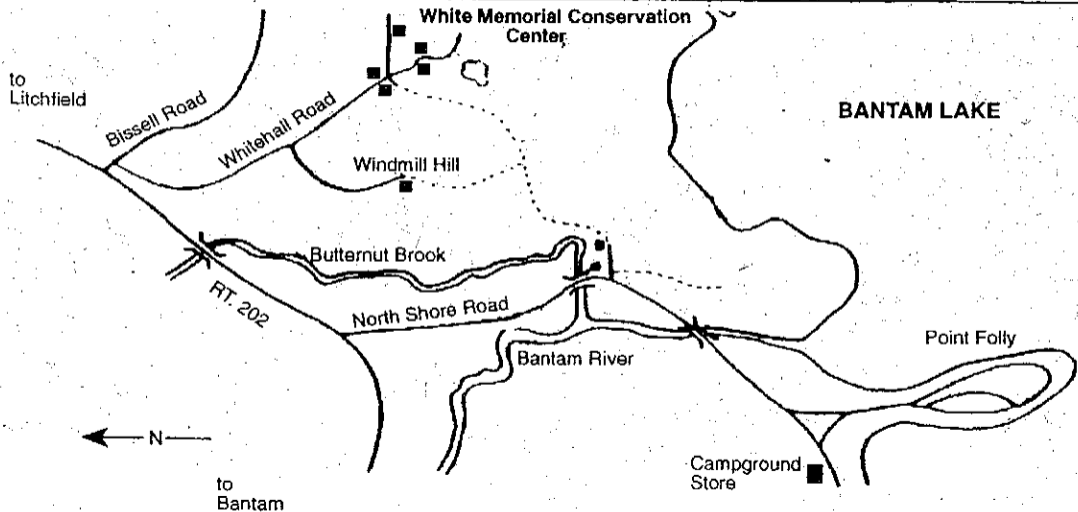 White Memorial Conservation
Center
to
Litchfield
Bissell Road
Whitehall Road
BANTAM LAKE
Windmill Hill
Butternut Brook
RT. 202
North Shore Road
Bantam River
Point Folly
N
Campground
Store
to
Bantam